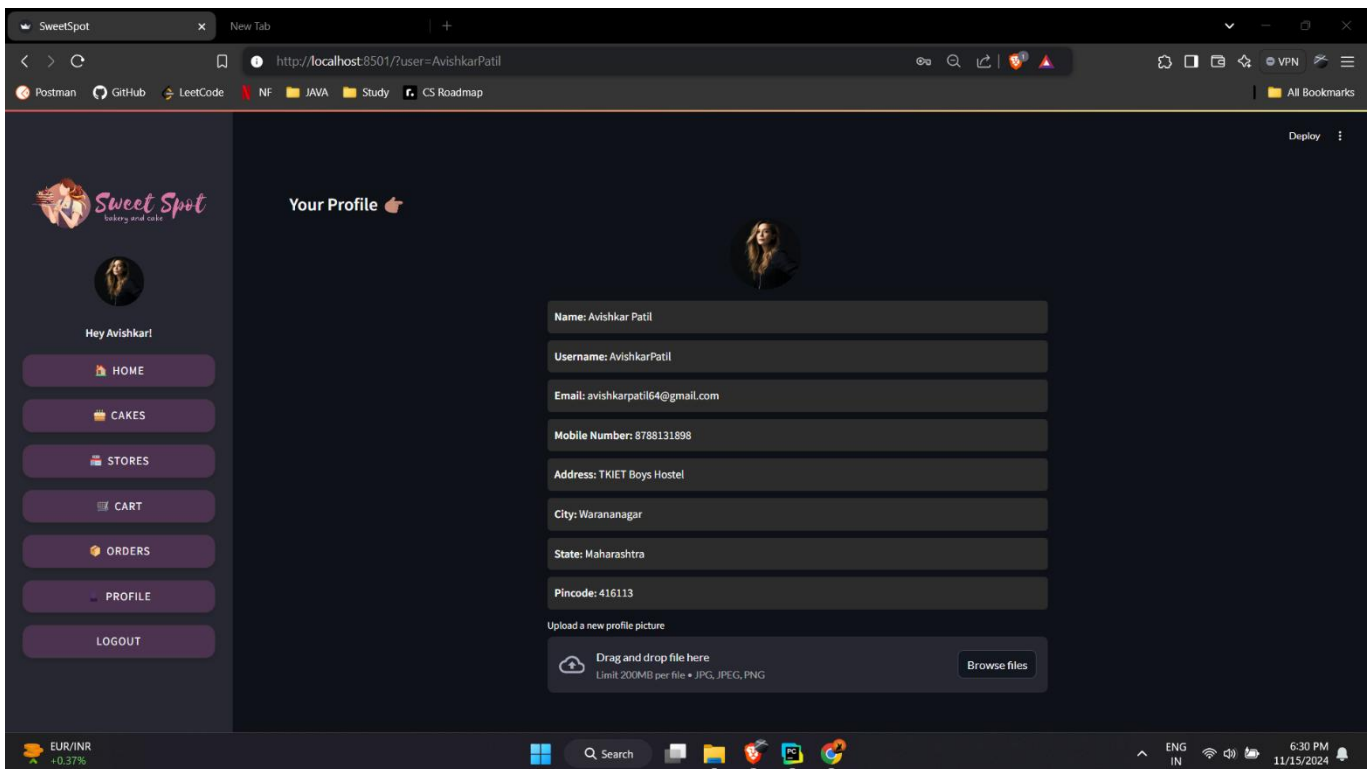 SweetSpot
New Tab
http://localhost:8501/?user=AvishkarPatil
VPN
Postman GitHub LeetCode NF JAVA Study CS Roadmap All Bookmarks
Deploy
Sweet Spot
bakery and cake
Hey Avishkar!
HOME
CAKES
STORES
CART
ORDERS
PROFILE
LOGOUT
Your Profile
Name: Avishkar Patil
Username: AvishkarPatil
Email: avishkarpatil64@gmail.com
Mobile Number: 8788131898
Address: TKIET Boys Hostel
City: Warananagar
State: Maharashtra
Pincode: 416113
Upload a new profile picture
Drag and drop file here
Limit 200MB per file • JPG, JPEG, PNG
Browse files
EUR/INR
+0.37%
Search
ENG
IN
6:30 PM
11/15/2024